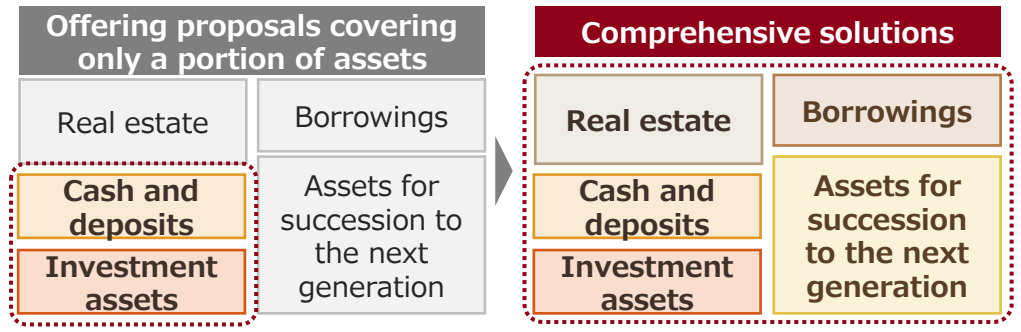 Offering proposals covering
only a portion of assets
Real estate
Borrowings
Cash and
deposits
Investment
assets
Assets for
succession to
the next
generation
Comprehensive solutions
Real estate
Borrowings
Cash and
deposits
Investment
assets
Assets for
succession
to the next
generation